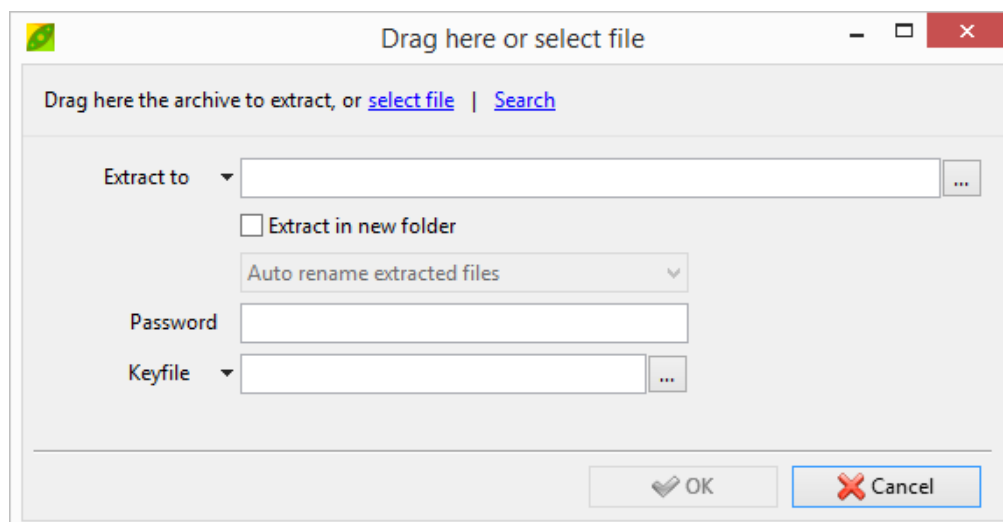 Drag here or select file
Drag here the archive to extract, or select file | Search
Extract to ...
Extract in new folder
Auto rename extracted files
Password
Keyfile ...
OK Cancel